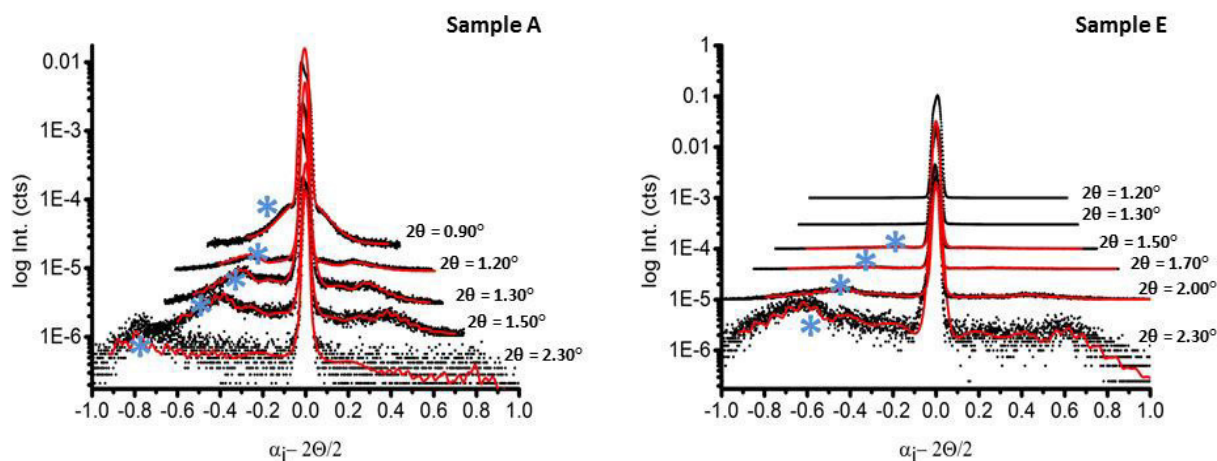 Sample A
log Int. (cts)
0.01
1E-3
1E-4
1E-5
1E-6
2θ = 0.90°
2θ = 1.20°
2θ = 1.30°
2θ = 1.50°
2θ = 2.30°
-1.0 -0.8 -0.6 -0.4 -0.2 0.0 0.2 0.4 0.6 0.8 1.0
αi– 2Θ/2
Sample E
log Int. (cts)
1
0.1
0.01
1E-3
1E-4
1E-5
1E-6
2θ = 1.20°
2θ = 1.30°
2θ = 1.50°
2θ = 1.70°
2θ = 2.00°
2θ = 2.30°
-1.0 -0.8 -0.6 -0.4 -0.2 0.0 0.2 0.4 0.6 0.8 1.0
αi– 2Θ/2